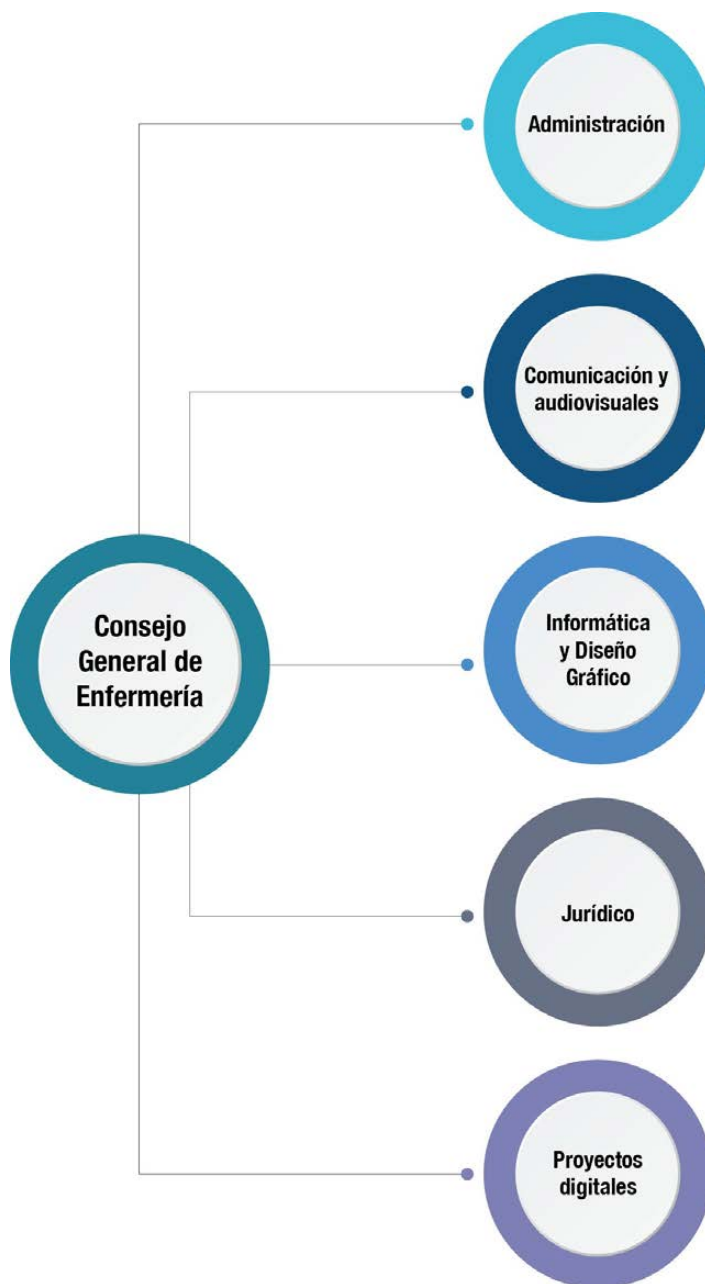 Administración
Comunicación y
audiovisuales
Consejo
General de
Enfermería
Informática
y Diseño
Gráfico
Jurídico
Proyectos
digitales